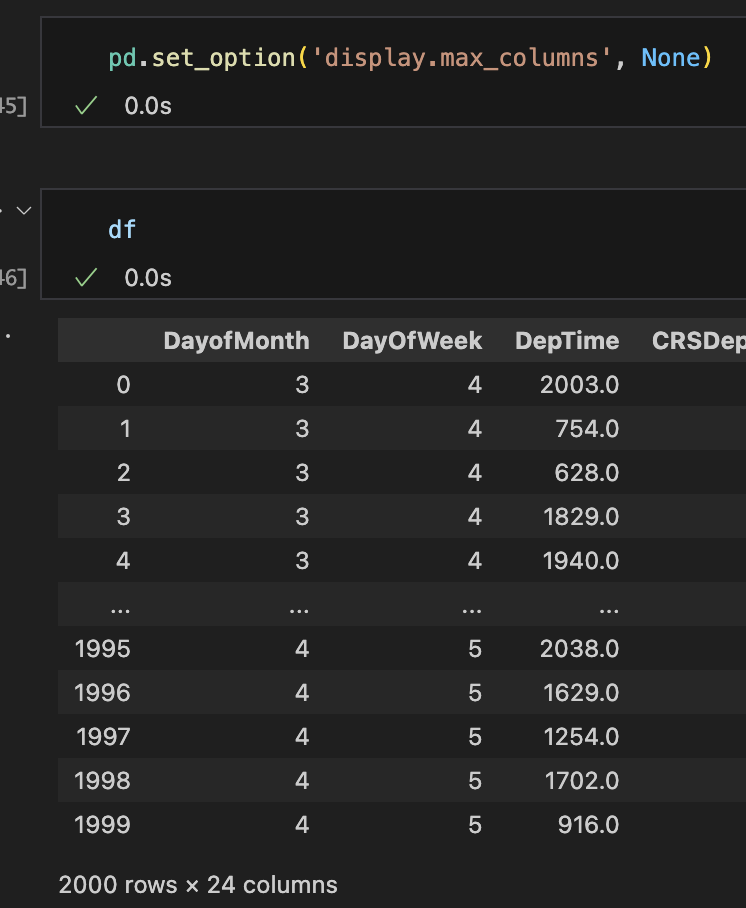 pd.set_option('display.max_columns', None)
45]
0.0s
df
46]
0.0s
DayofMonth DayOfWeek DepTime CRSDep
0 3 4 2003.0
1 3 4 754.0
2 3 4 628.0
3 3 4 1829.0
4 3 4 1940.0
... ... ... ...
1995 4 5 2038.0
1996 4 5 1629.0
1997 4 5 1254.0
1998 4 5 1702.0
1999 4 5 916.0
2000 rows × 24 columns